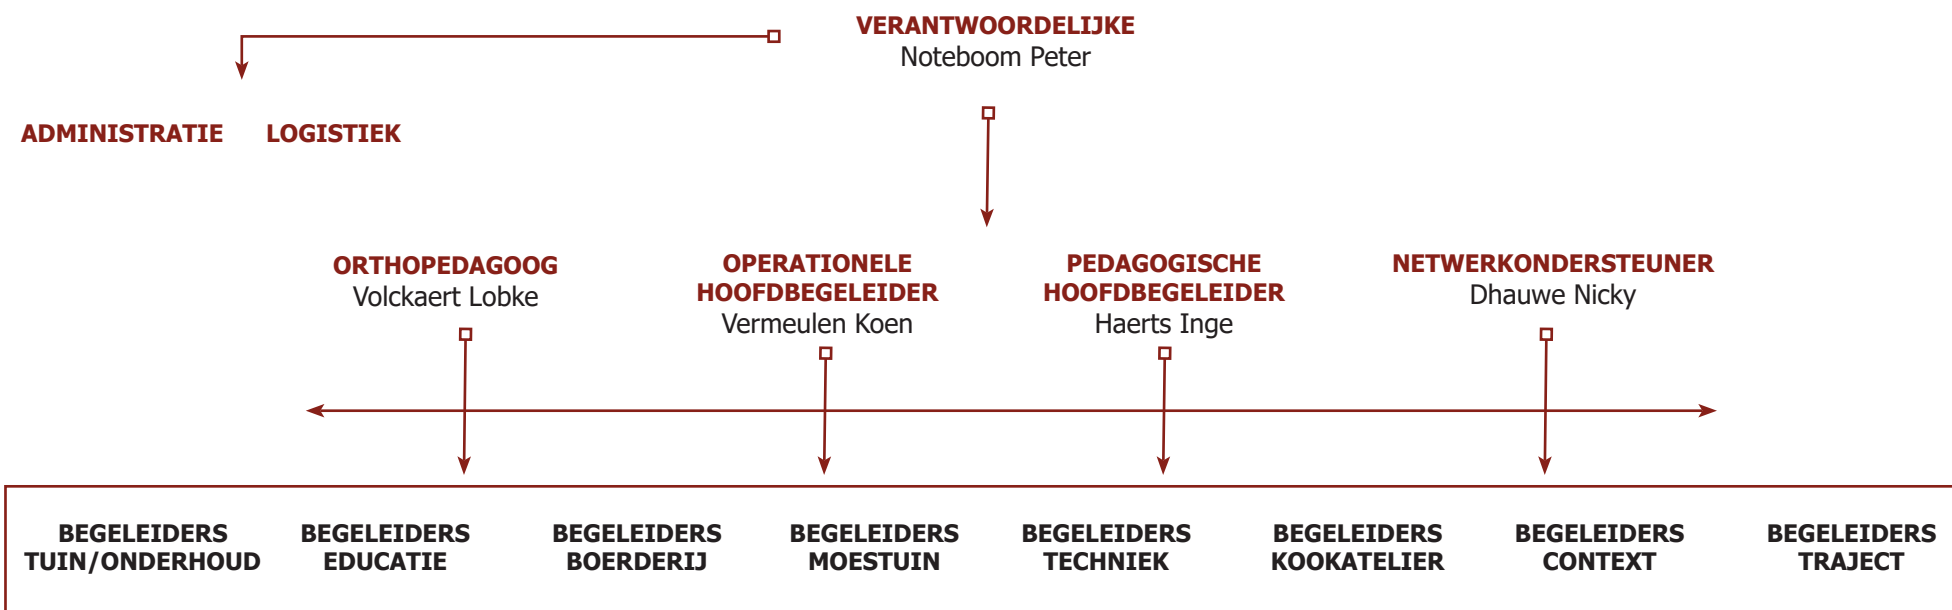 VERANTWOORDELIJKE
Noteboom Peter
ADMINISTRATIE LOGISTIEK
ORTHOPEDAGOOG
Volckaert Lobke
OPERATIONELE
HOOFDBEGELEIDER
Vermeulen Koen
PEDAGOGISCHE
HOOFDBEGELEIDER
Haerts Inge
NETWERKONDERSTEUNER
Dhauwe Nicky
BEGELEIDERS
TUIN/ONDERHOUD
BEGELEIDERS
EDUCATIE
BEGELEIDERS
BOERDERIJ
BEGELEIDERS
MOESTUIN
BEGELEIDERS
TECHNIEK
BEGELEIDERS
KOOKATELIER
BEGELEIDERS
CONTEXT
BEGELEIDERS
TRAJECT